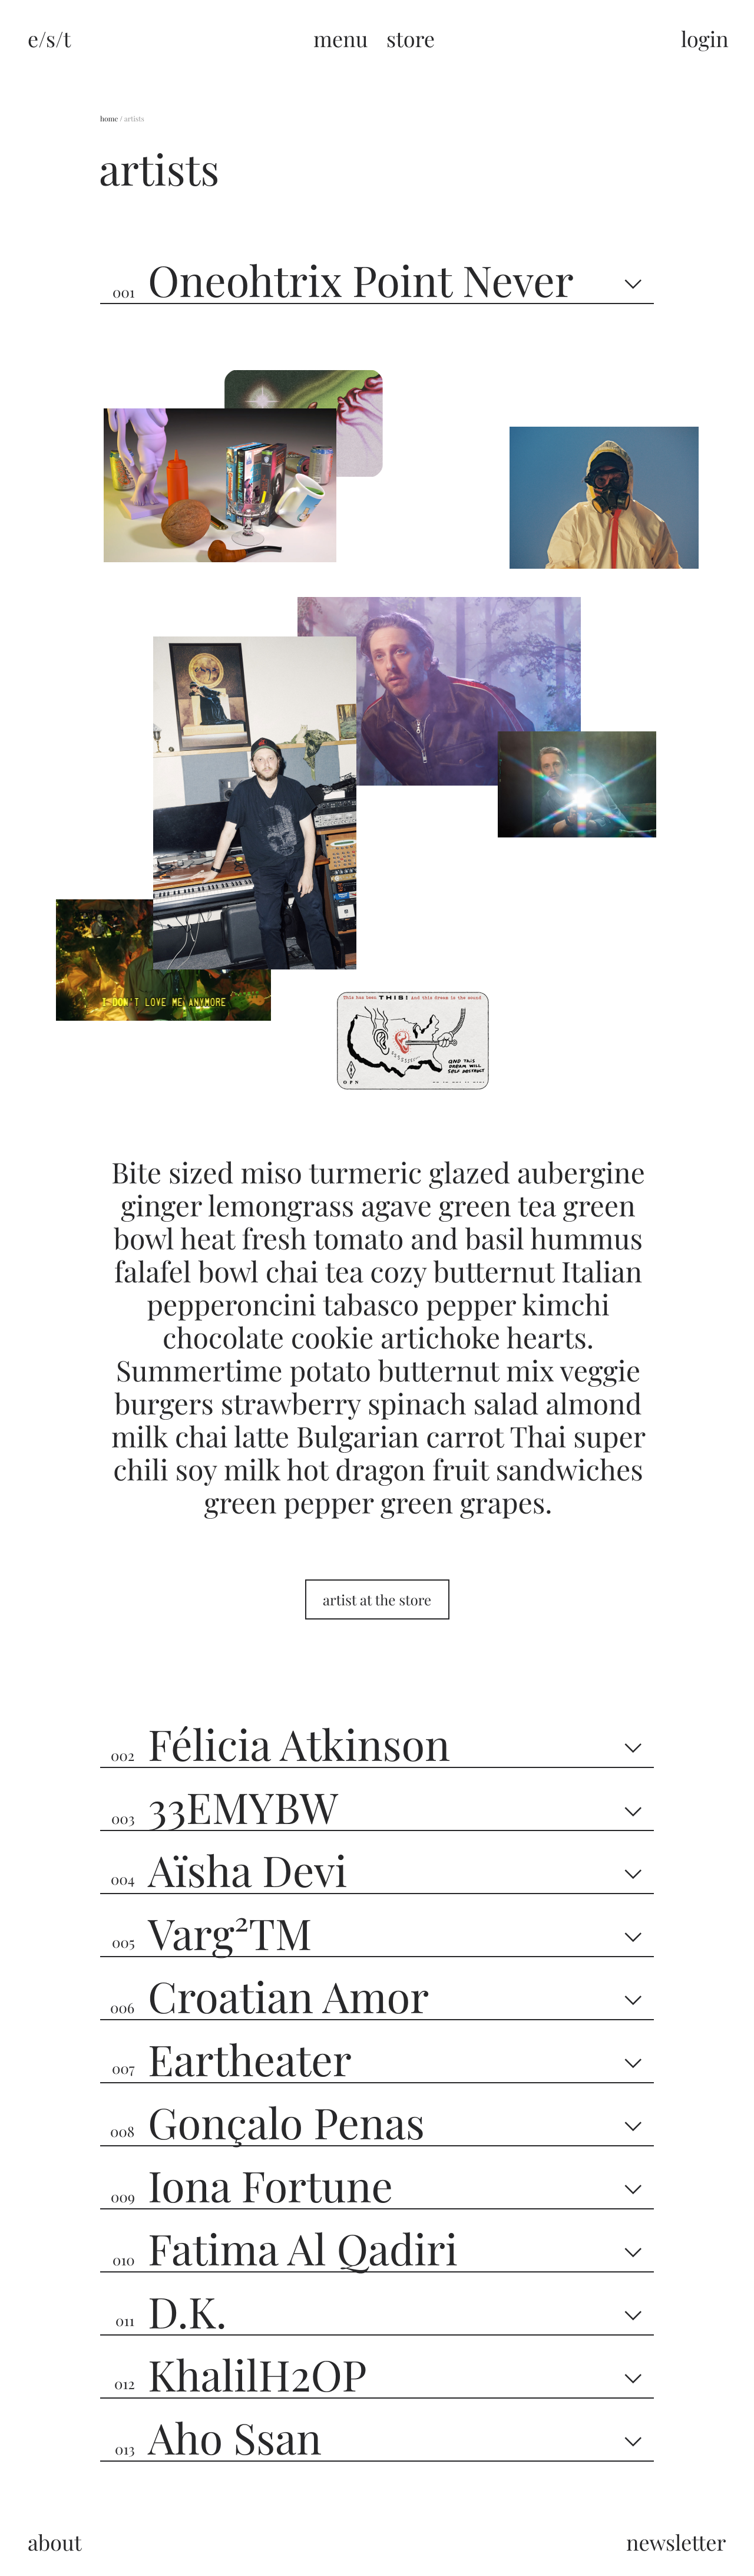 e/s/t
menu store
login
home / artists
artists
001 Oneohtrix Point Never
I DON'T LOVE ME ANYMORE
This has been THIS! And this Dream is the sound
AND THIS
DREAM WILL
SELF DESTRUCT
OPN
Bite sized miso turmeric glazed aubergine
ginger lemongrass agave green tea green
bowl heat fresh tomato and basil hummus
falafel bowl chai tea cozy butternut Italian
pepperoncini tabasco pepper kimchi
chocolate cookie artichoke hearts.
Summertime potato butternut mix veggie
burgers strawberry spinach salad almond
milk chai latte Bulgarian carrot Thai super
chili soy milk hot dragon fruit sandwiches
green pepper green grapes.
artist at the store
002 Félicia Atkinson
003 33EMYBW
004 Aïsha Devi
005 Varg²TM
006 Croatian Amor
007 Eartheater
008 Gonçalo Penas
009 Iona Fortune
010 Fatima Al Qadiri
011 D.K.
012 KhalilH2OP
013 Aho Ssan
about
newsletter